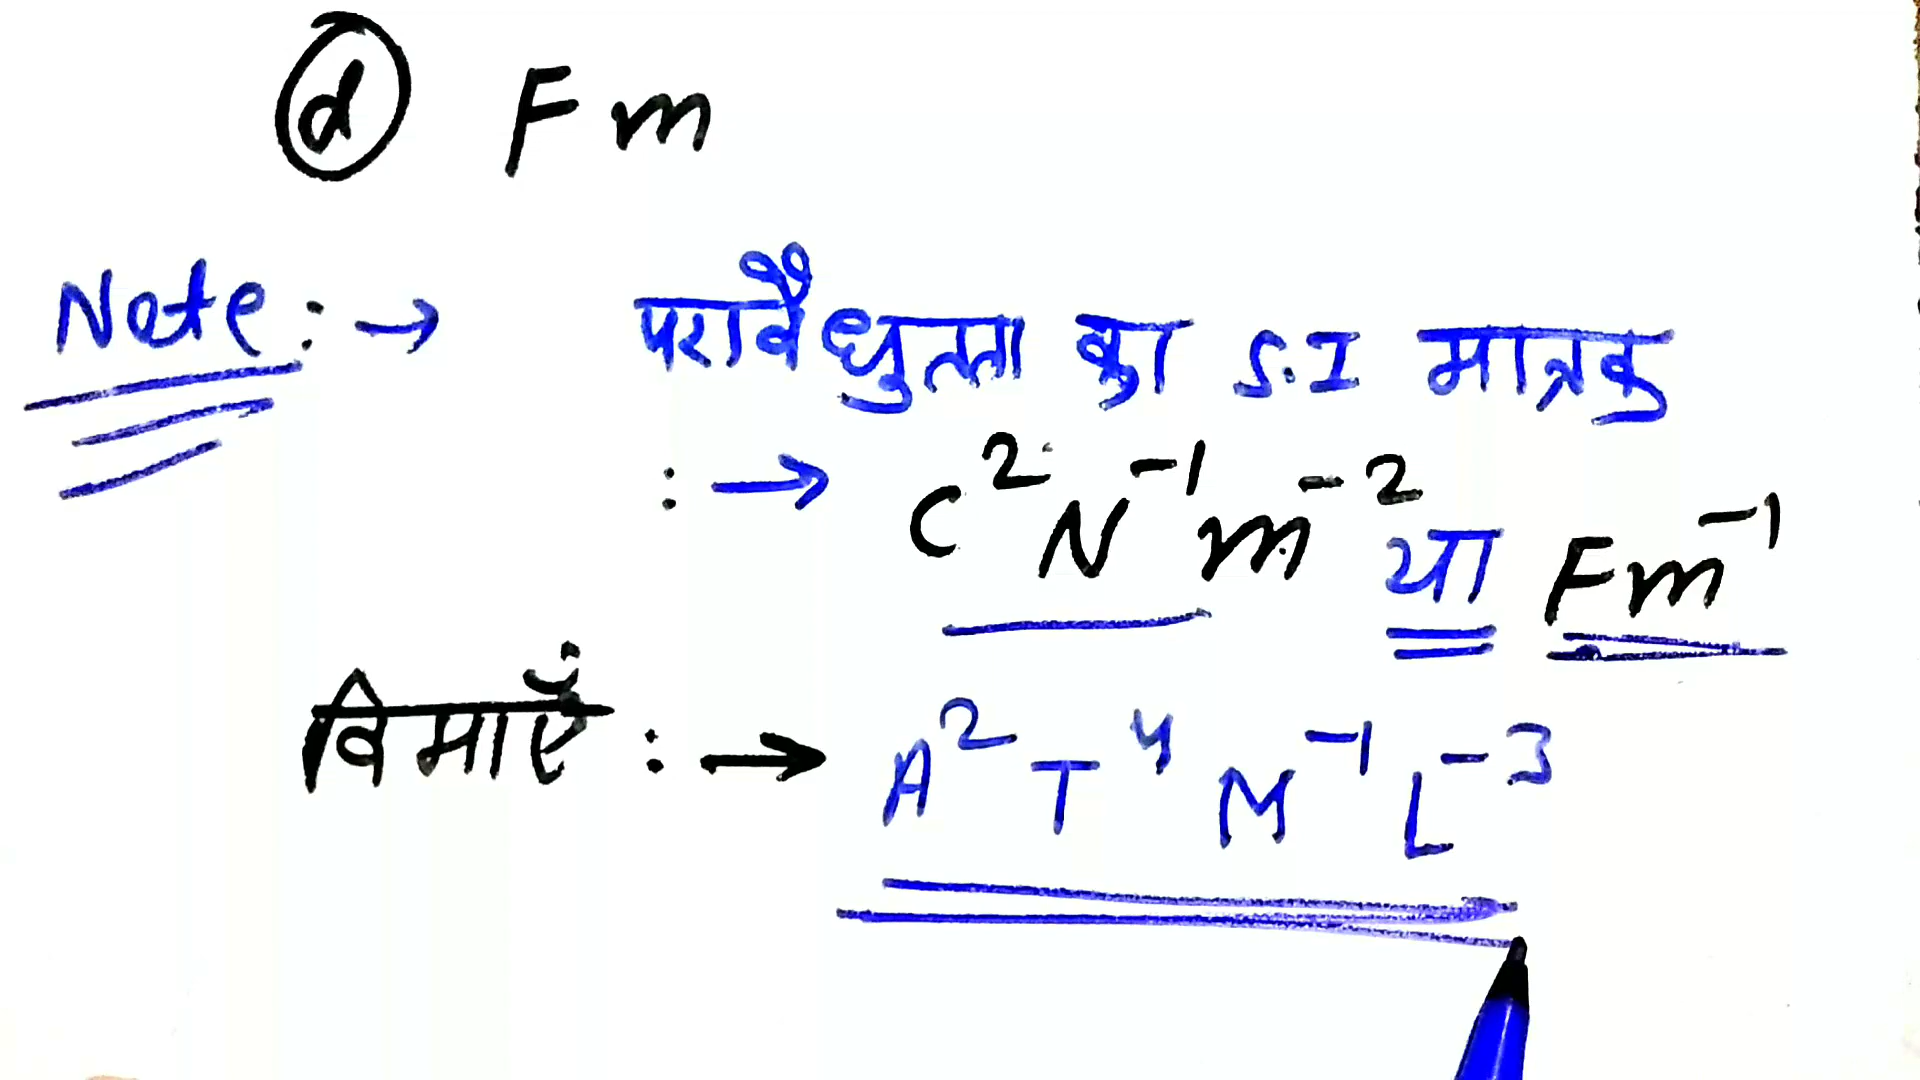 d Fm
Note : → परावैधुतता का S.I मात्रक
: → C²N⁻¹m⁻² या Fm⁻¹
विमाएँ : → A²T⁴M⁻¹L⁻³